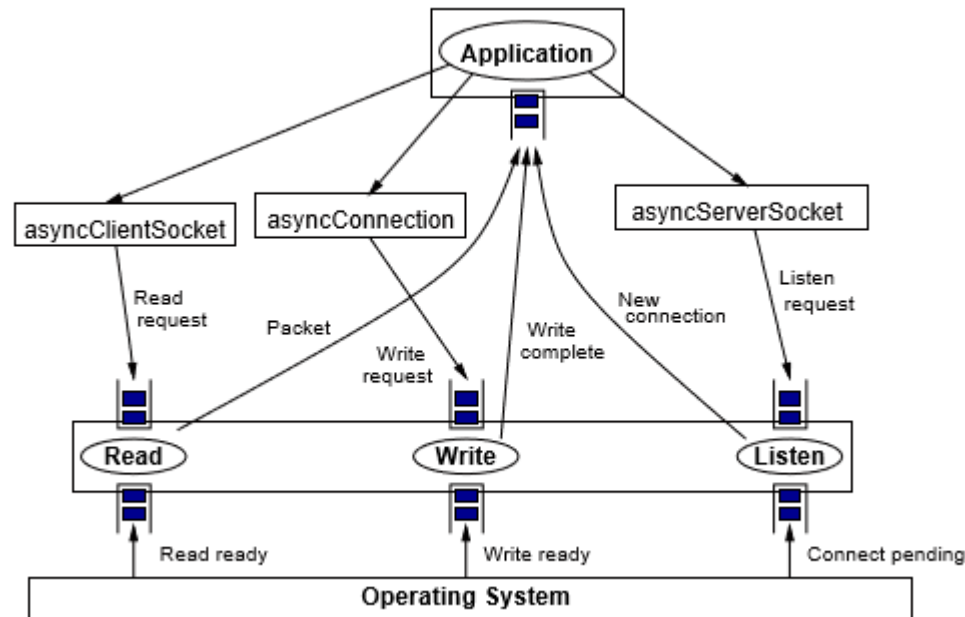 Application
asyncClientSocket
asyncConnection
asyncServerSocket
Read
request
Packet
Write
request
Write
complete
New
connection
Listen
request
Read
Write
Listen
Read ready
Write ready
Connect pending
Operating System